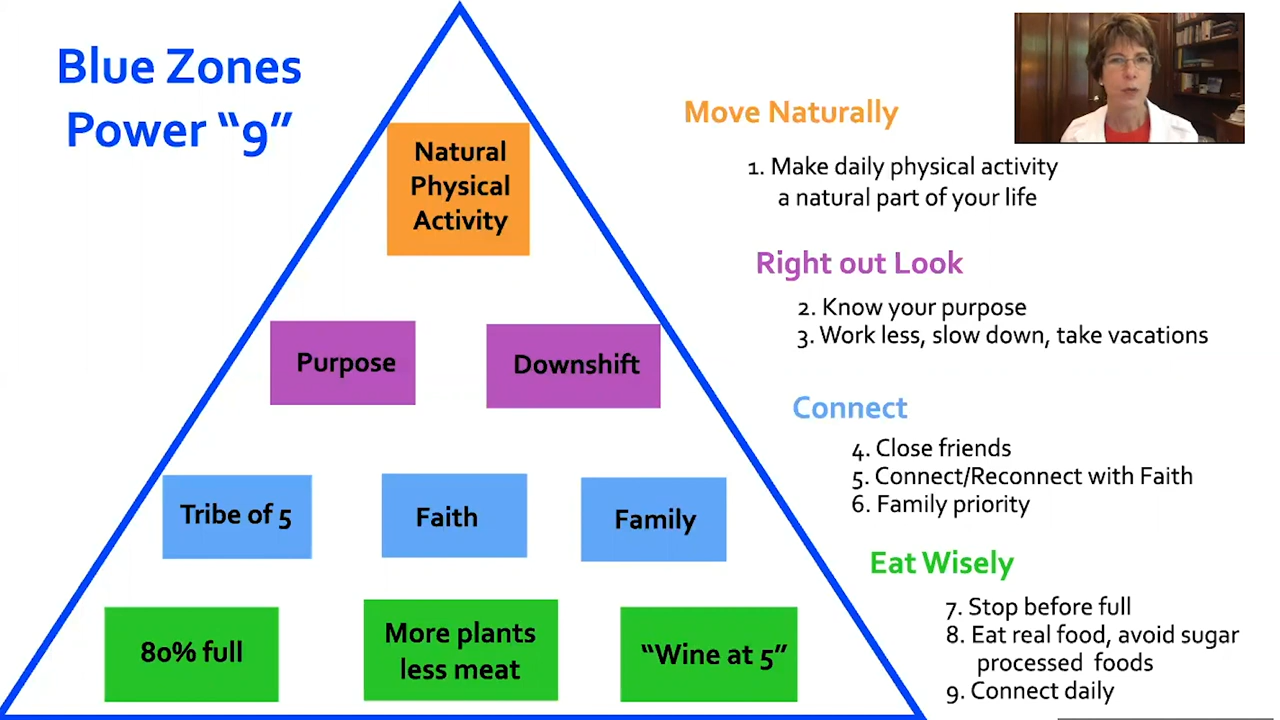 Blue Zones
Power “9”
Natural
Physical
Activity
Purpose
Downshift
Tribe of 5
Faith
Family
80% full
More plants
less meat
“Wine at 5”
Move Naturally
1. Make daily physical activity
a natural part of your life
Right out Look
2. Know your purpose
3. Work less, slow down, take vacations
Connect
4. Close friends
5. Connect/Reconnect with Faith
6. Family priority
Eat Wisely
7. Stop before full
8. Eat real food, avoid sugar
processed foods
9. Connect daily